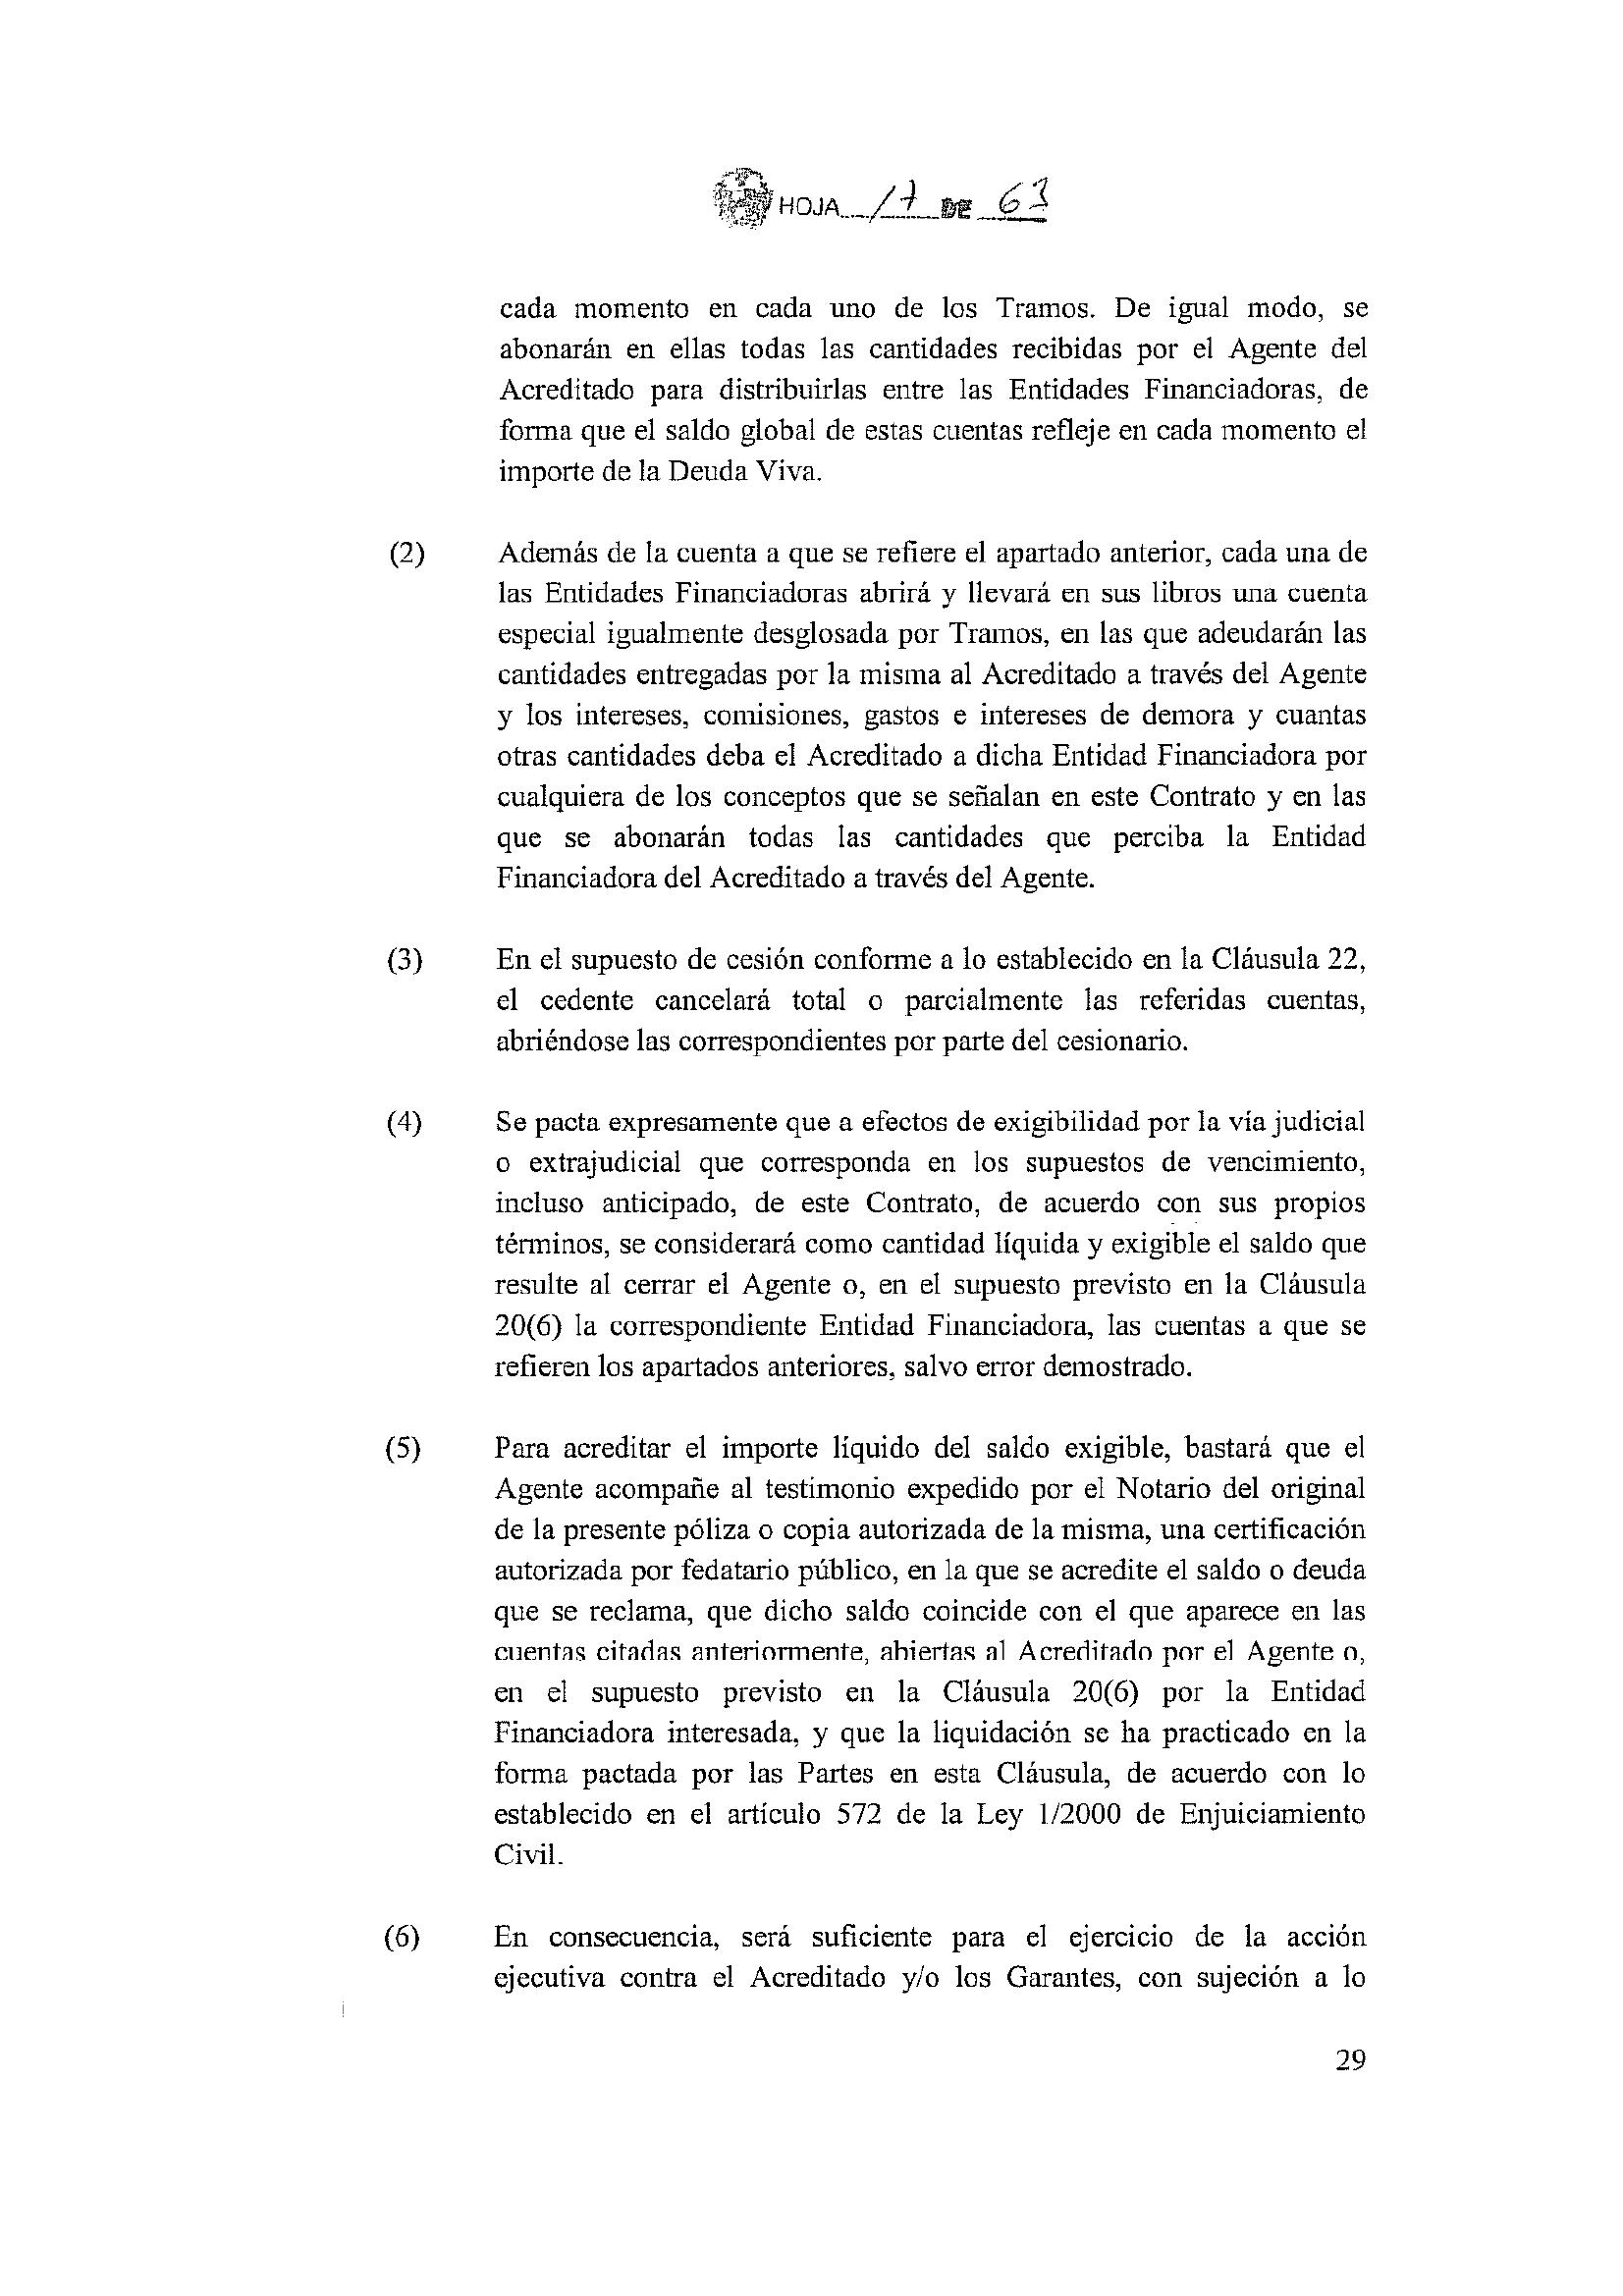 HOJA 17 DE 63
cada momento en cada uno de los Tramos. De igual modo, se
abonarán en ellas todas las cantidades recibidas por el Agente del
Acreditado para distribuirlas entre las Entidades Financiadoras, de
forma que el saldo global de estas cuentas refleje en cada momento el
importe de la Deuda Viva.
(2) Además de la cuenta a que se refiere el apartado anterior, cada una de
las Entidades Financiadoras abrirá y llevará en sus libros una cuenta
especial igualmente desglosada por Tramos, en las que adeudarán las
cantidades entregadas por la misma al Acreditado a través del Agente
y los intereses, comisiones, gastos e intereses de demora y cuantas
otras cantidades deba el Acreditado a dicha Entidad Financiadora por
cualquiera de los conceptos que se señalan en este Contrato y en las
que se abonarán todas las cantidades que perciba la Entidad
Financiadora del Acreditado a través del Agente.
(3) En el supuesto de cesión conforme a lo establecido en la Cláusula 22,
el cedente cancelará total o parcialmente las referidas cuentas,
abriéndose las correspondientes por parte del cesionario.
(4) Se pacta expresamente que a efectos de exigibilidad por la vía judicial
o extrajudicial que corresponda en los supuestos de vencimiento,
incluso anticipado, de este Contrato, de acuerdo con sus propios
términos, se considerará como cantidad líquida y exigible el saldo que
resulte al cerrar el Agente o, en el supuesto previsto en la Cláusula
20(6) la correspondiente Entidad Financiadora, las cuentas a que se
refieren los apartados anteriores, salvo error demostrado.
(5) Para acreditar el importe líquido del saldo exigible, bastará que el
Agente acompañe al testimonio expedido por el Notario del original
de la presente póliza o copia autorizada de la misma, una certificación
autorizada por fedatario público, en la que se acredite el saldo o deuda
que se reclama, que dicho saldo coincide con el que aparece en las
cuentas citadas anteriormente, abiertas al Acreditado por el Agente o,
en el supuesto previsto en la Cláusula 20(6) por la Entidad
Financiadora interesada, y que la liquidación se ha practicado en la
forma pactada por las Partes en esta Cláusula, de acuerdo con lo
establecido en el artículo 572 de la Ley 1/2000 de Enjuiciamiento
Civil.
(6) En consecuencia, será suficiente para el ejercicio de la acción
ejecutiva contra el Acreditado y/o los Garantes, con sujeción a lo
29